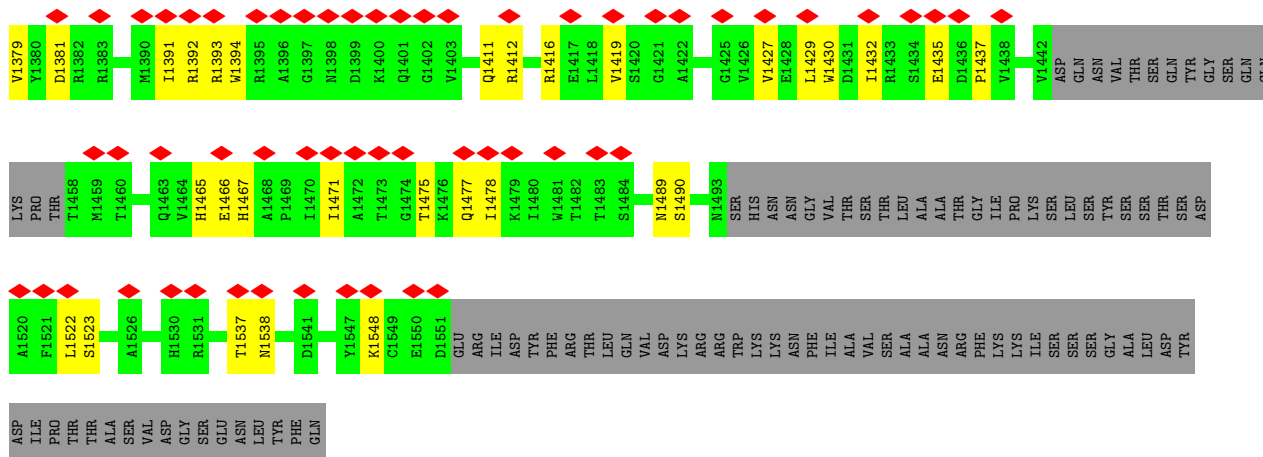 V1379 Y1380 D1381 R1382 R1383 M1390 I1391 R1392 R1393 W1394 R1395 A1396 G1397 N1398 D1399 K1400 Q1401 G1402 V1403 Q1411 R1412 R1416 E1417 L1418 V1419 S1420 G1421 A1422 G1425 V1426 V1427 E1428 L1429 W1430 D1431 I1432 R1433 S1434 E1435 D1436 P1437 V1438 V1442 ASP GLN ASN VAL THR SER GLN TYR GLY SER GLN GLN
LYS PRO THR T1458 M1459 T1460 Q1463 V1464 H1465 E1466 H1467 A1468 P1469 I1470 I1471 A1472 T1473 G1474 T1475 K1476 Q1477 I1478 K1479 I1480 W1481 T1482 T1483 S1484 N1489 S1490 N1493 SER HIS ASN ASN GLY VAL THR SER THR LEU ALA ALA THR GLY ILE PRO LYS SER LEU SER TYR SER SER THR SER ASP
A1520 F1521 L1522 S1523 A1526 H1530 R1531 T1537 N1538 D1541 Y1547 K1548 C1549 E1550 D1551 GLU ARG ILE ASP TYR PHE ARG THR LEU GLN VAL ASP LYS ARG ARG TRP LYS LYS ASN PHE ILE ALA VAL SER ALA ALA ASN ARG PHE LYS LYS ILE SER SER SER GLY ALA LEU ASP TYR
ASP ILE PRO THR THR ALA SER VAL ASP GLY SER GLU ASN LEU TYR PHE GLN